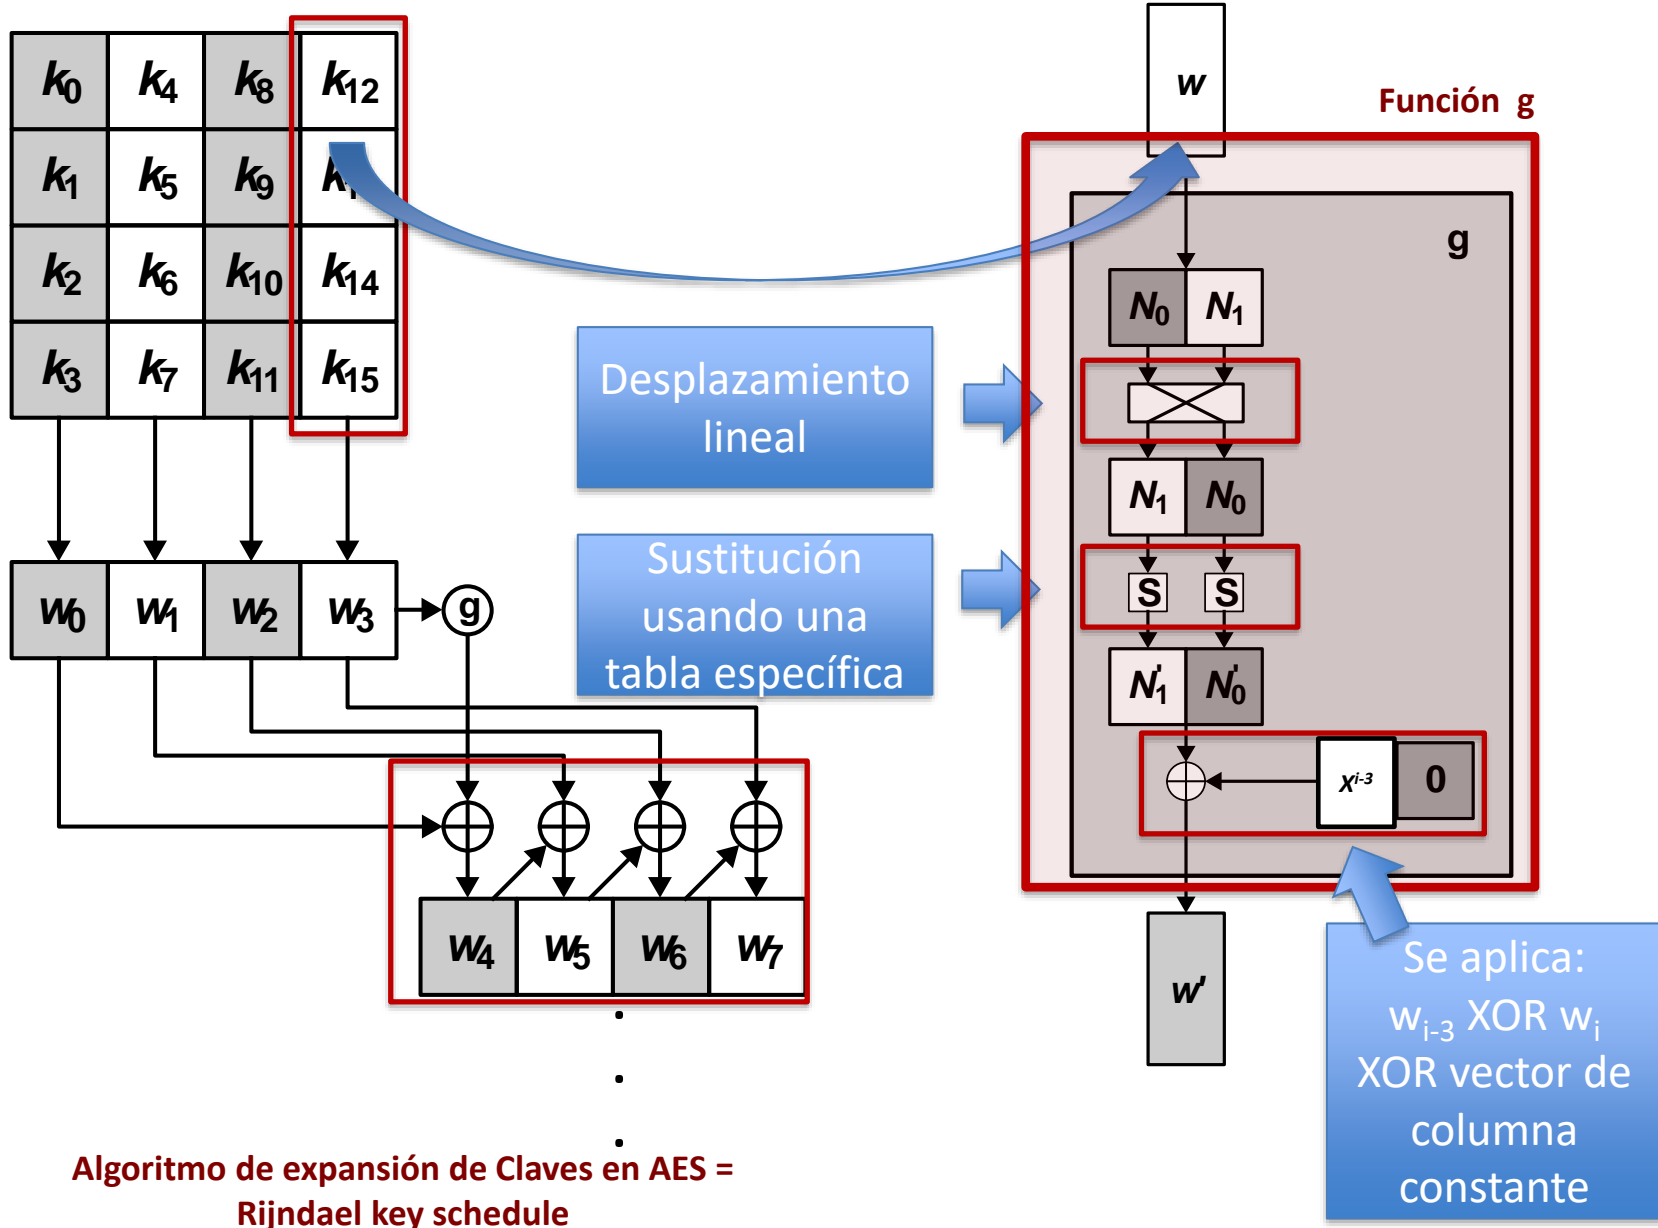 k0 k4 k8 k12
k1 k5 k9 k1
k2 k6 k10 k14
k3 k7 k11 k15
w0 w1 w2 w3 g
w4 w5 w6 w7
.
.
.
Algoritmo de expansión de Claves en AES =
Rijndael key schedule
Desplazamiento
lineal
Sustitución
usando una
tabla específica
w
Función g
g
N0 N1
N1 N0
S S
N'1 N'0
xi-3 0
w'
Se aplica:
wi-3 XOR wi
XOR vector de
columna
constante